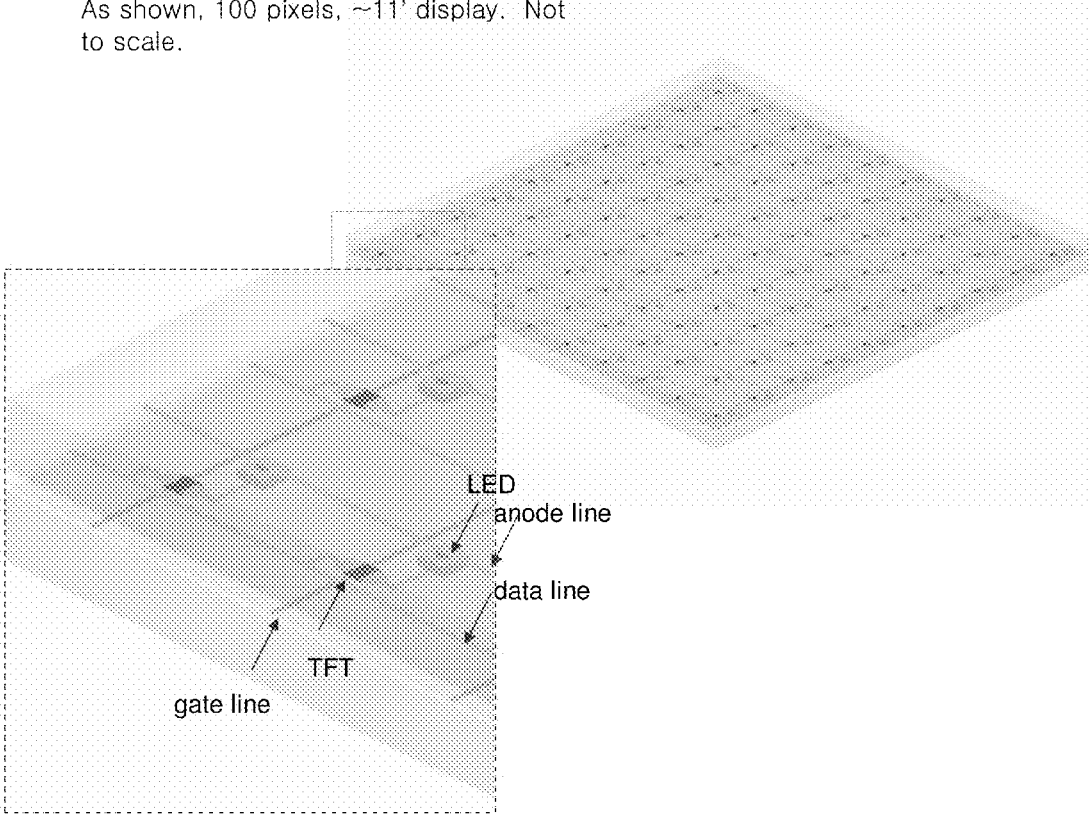 As shown, 100 pixels, ~11' display. Not
to scale.
LED
anode line
data line
TFT
gate line